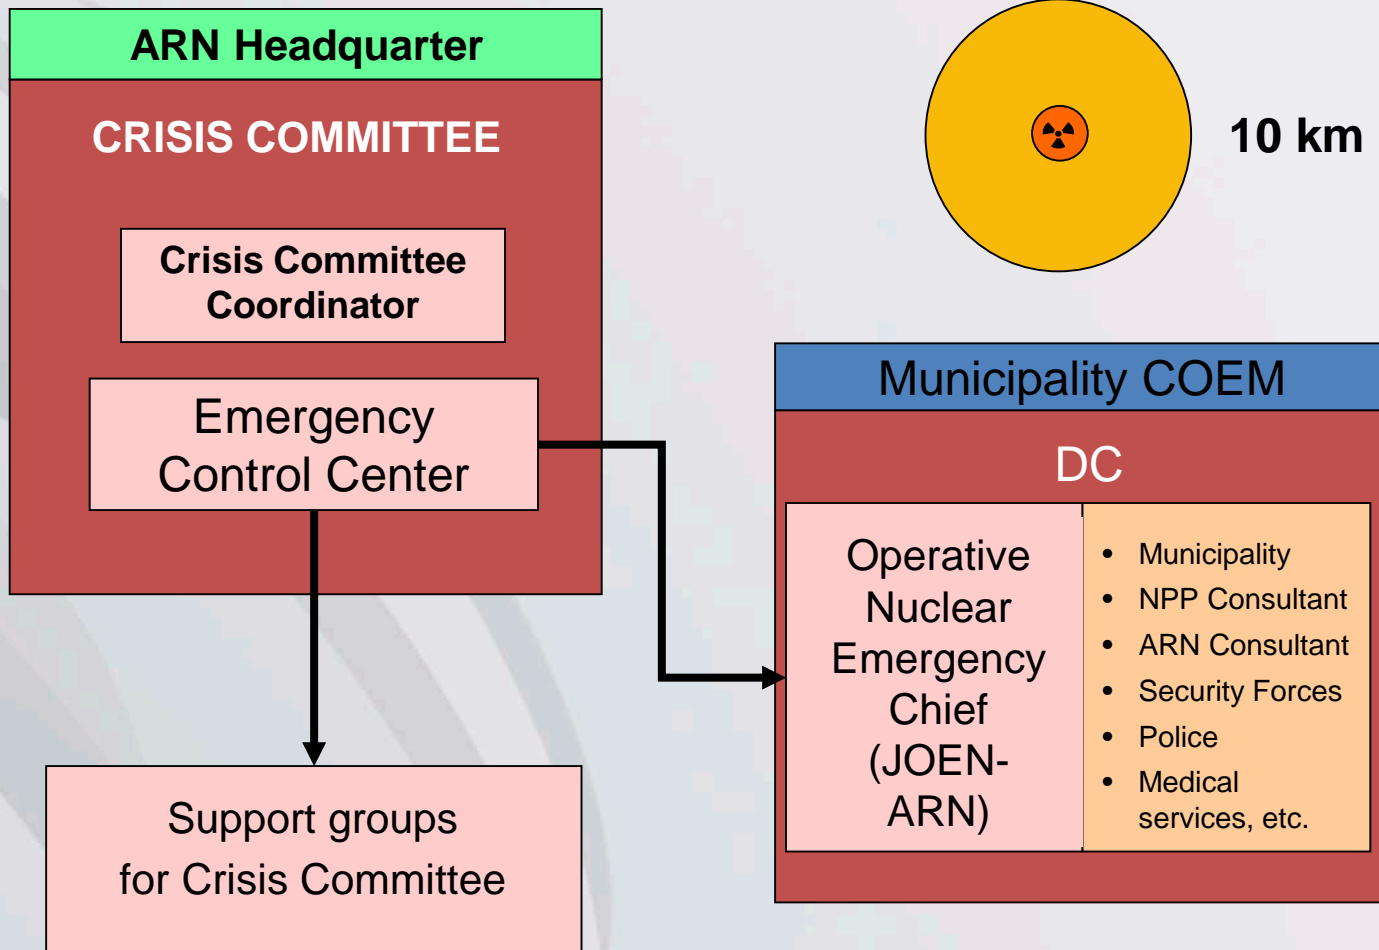 ARN Headquarter
CRISIS COMMITTEE
Crisis Committee
Coordinator
Emergency
Control Center
Support groups
for Crisis Committee
10 km
Municipality COEM
DC
Operative
Nuclear
Emergency
Chief
(JOEN-
ARN)
• Municipality
• NPP Consultant
• ARN Consultant
• Security Forces
• Police
• Medical
services, etc.